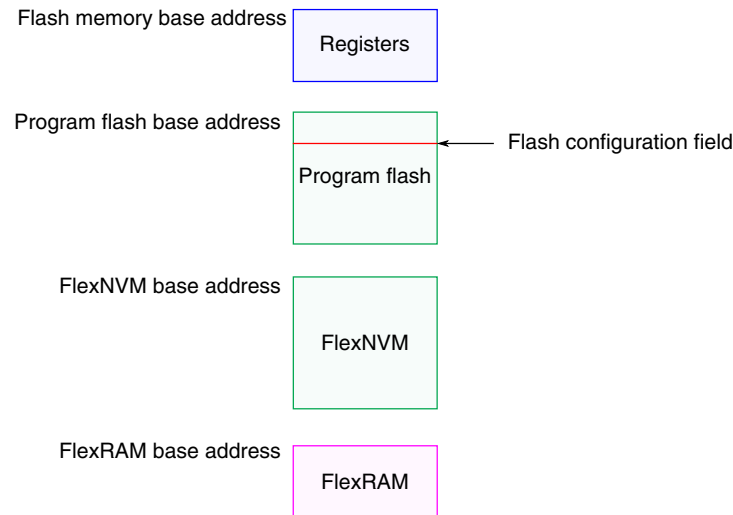 Flash memory base address
Registers
Program flash base address
Flash configuration field
Program flash
FlexNVM base address
FlexNVM
FlexRAM base address
FlexRAM